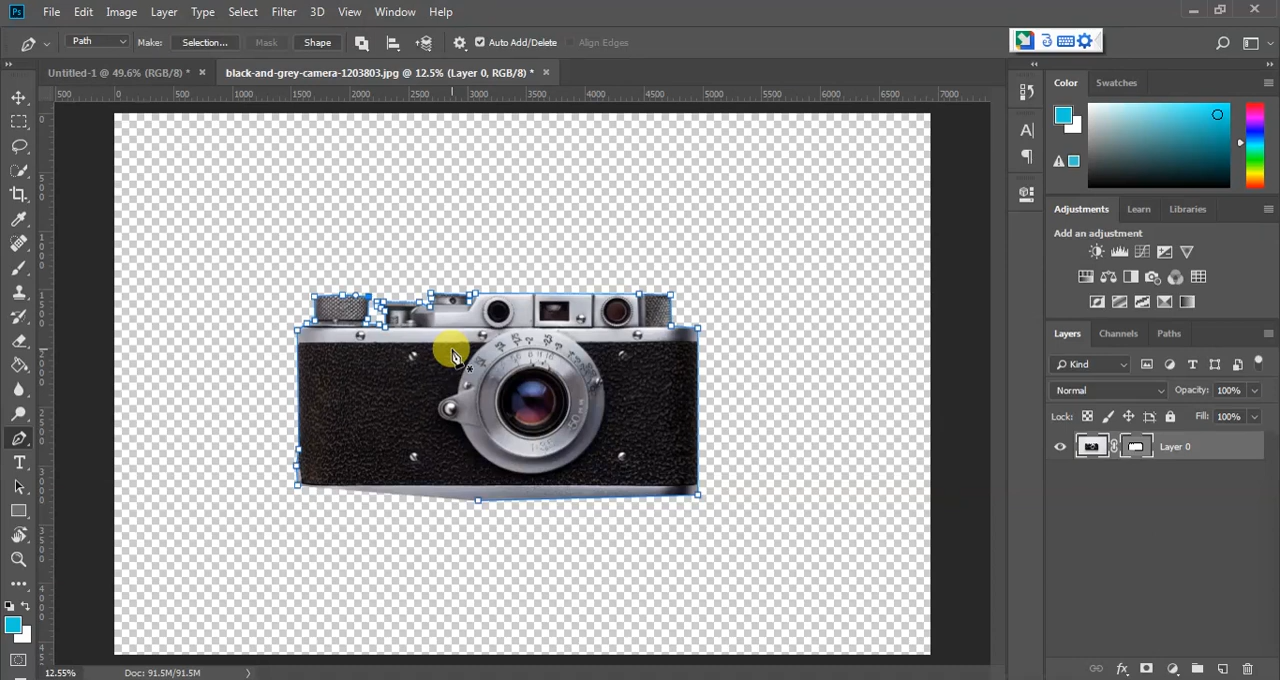 Ps File Edit Image Layer Type Select Filter 3D View Window Help
Path Make: Selection... Mask Shape Auto Add/Delete Align Edges
Untitled-1 @ 49.6% (RGB/8) * × black-and-grey-camera-1203803.jpg @ 12.5% (Layer 0, RGB/8) * ×
500 0 500 1000 1500 2000 2500 3000 3500 4000 4500 5000 5500 6000 6500 7000
Color Swatches
Adjustments Learn Libraries
Add an adjustment
Layers Channels Paths
Kind
Normal Opacity: 100%
Lock: Fill: 100%
Layer 0
12.55% Doc: 91.5M/91.5M